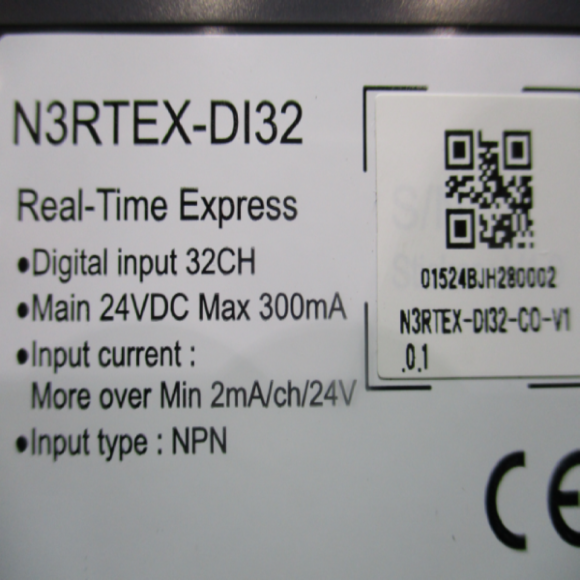 N3RTEX-DI32
Real-Time Express
•Digital input 32CH
•Main 24VDC Max 300mA
•Input current :
More over Min 2mA/ch/24V
•Input type : NPN
01524BJH280002
N3RTEX-DI32-CO-V1
.0.1
CE